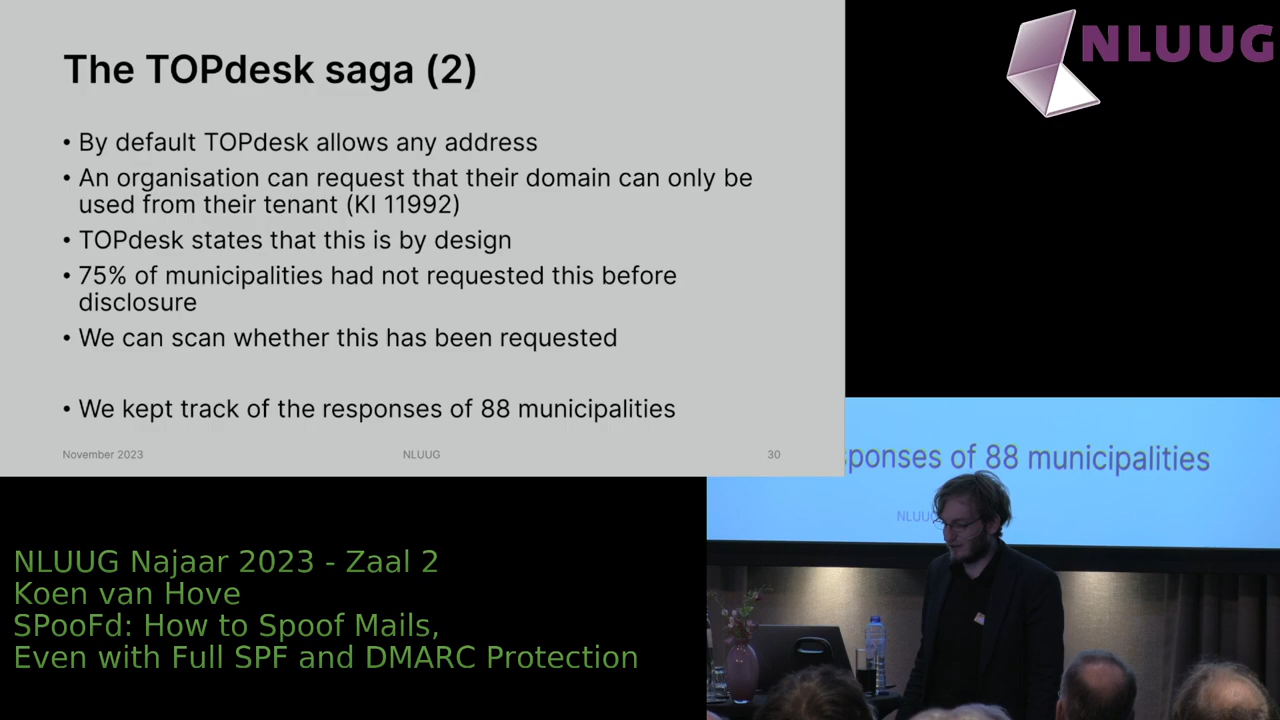 The TOPdesk saga (2)
• By default TOPdesk allows any address
• An organisation can request that their domain can only be
used from their tenant (KI 11992)
• TOPdesk states that this is by design
• 75% of municipalities had not requested this before
disclosure
• We can scan whether this has been requested
• We kept track of the responses of 88 municipalities
November 2023
NLUUG
30
NLUUG
sponses of 88 municipalities
NLUUG
NLUUG Najaar 2023 - Zaal 2
Koen van Hove
SPooFd: How to Spoof Mails,
Even with Full SPF and DMARC Protection